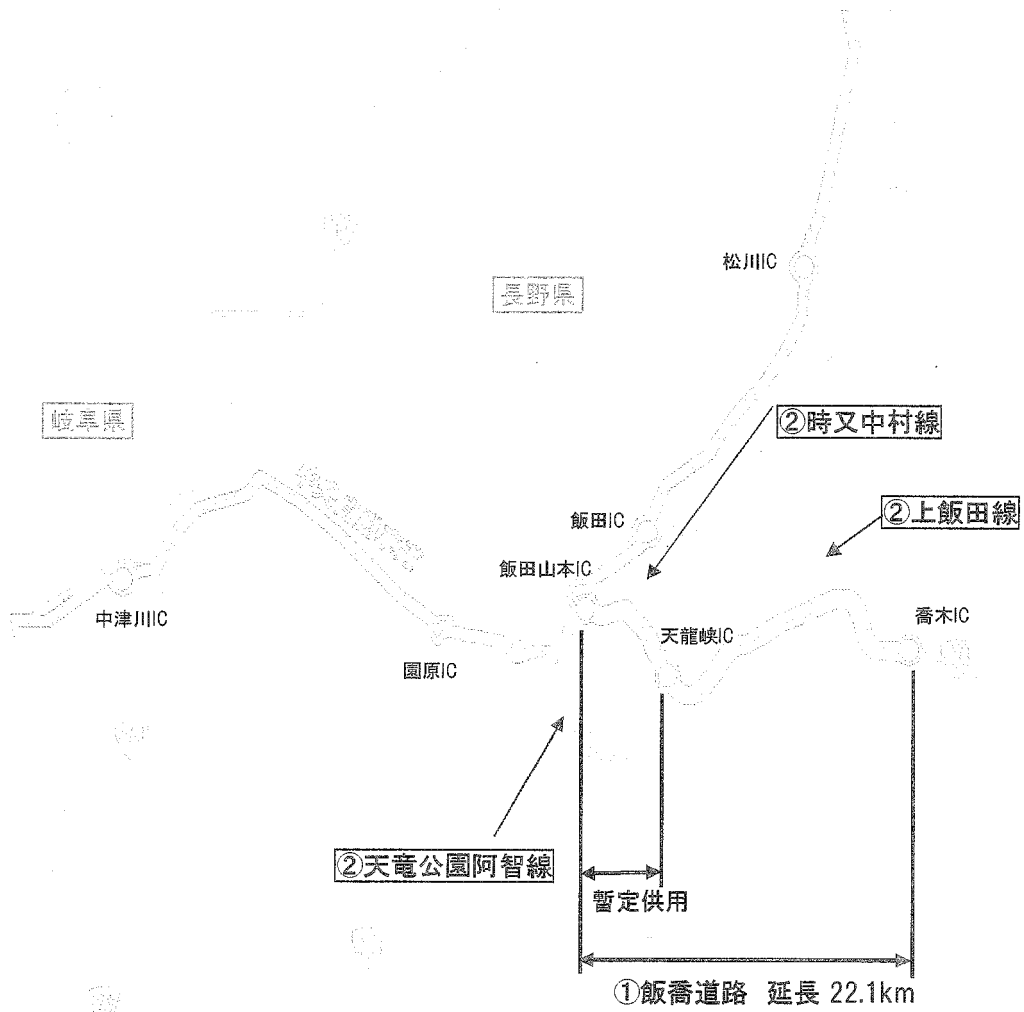 松川IC
長野県
岐阜県
②時又中村線
飯田IC
②上飯田線
飯田山本IC
中津川IC
喬木IC
天龍峡IC
園原IC
②天竜公園阿智線
暫定供用
①飯喬道路 延長 22.1km